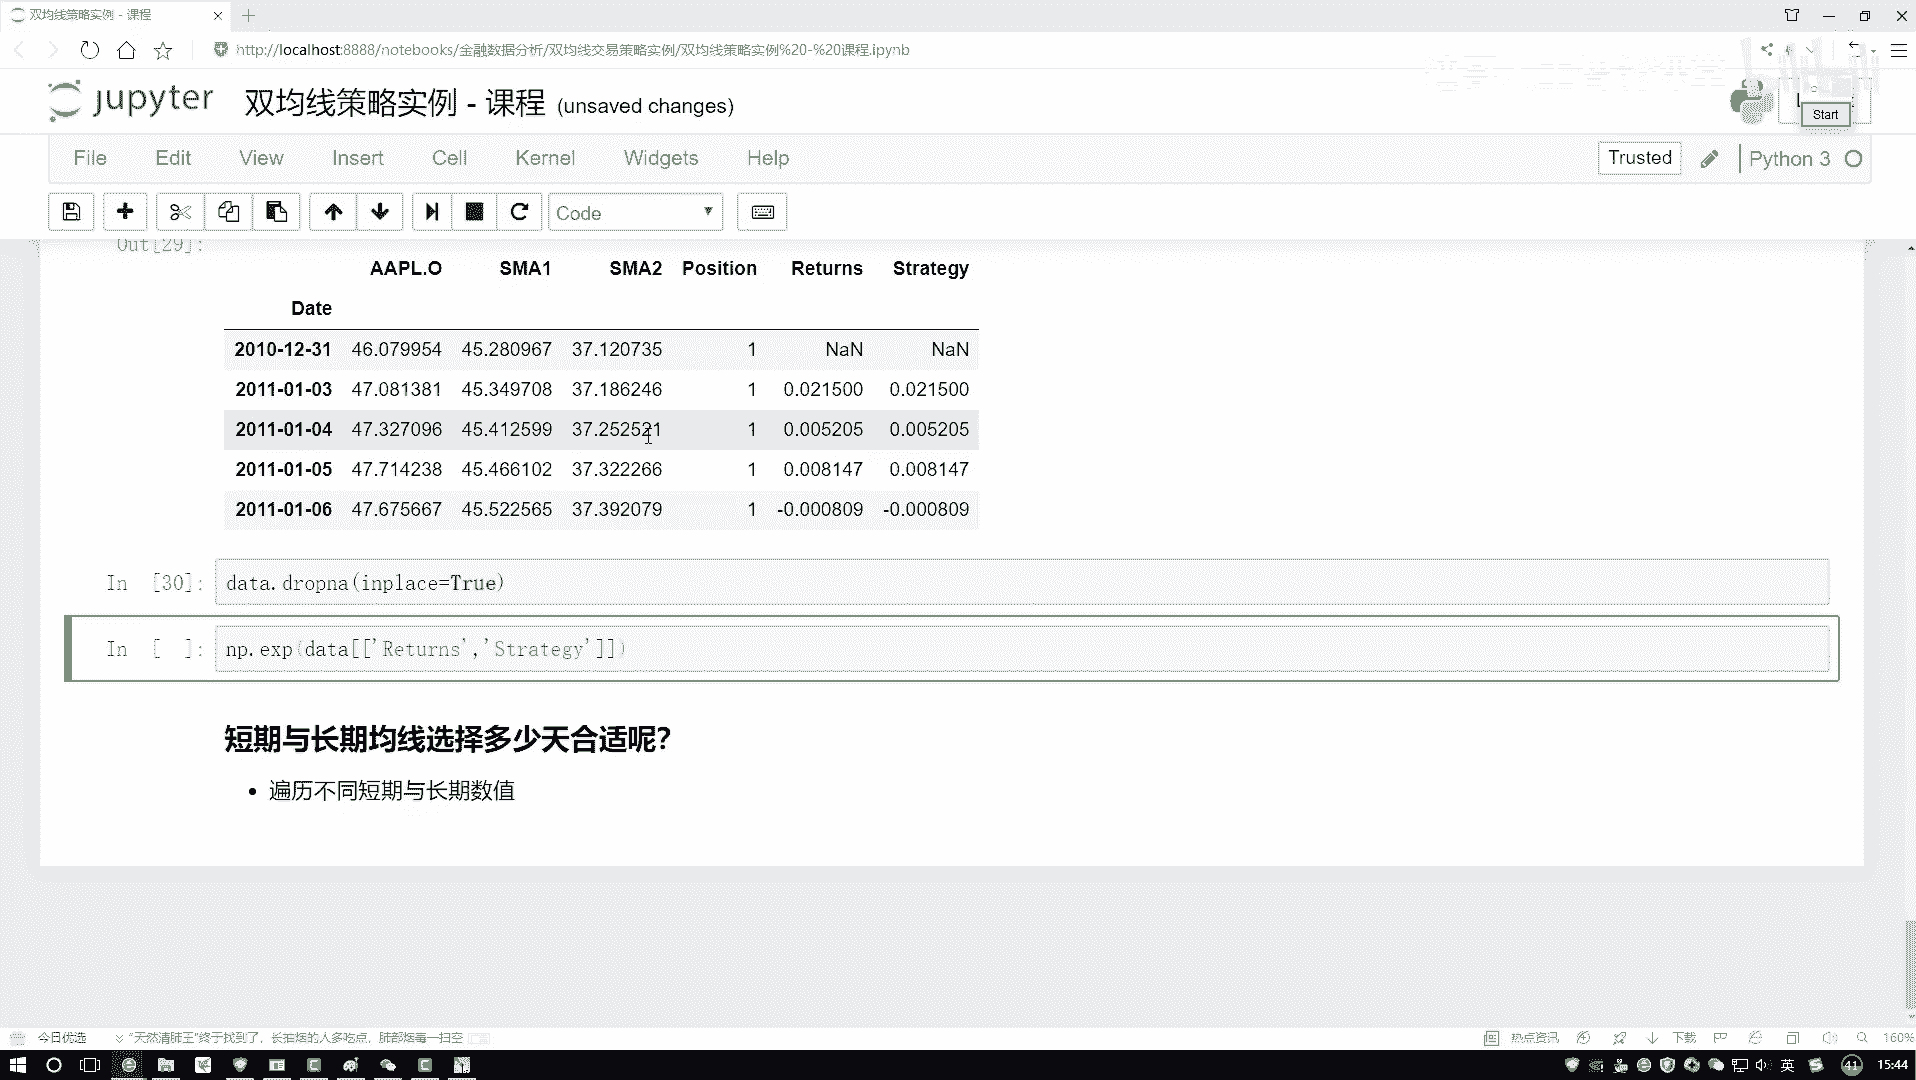 双均线策略实例 - 课程
http://localhost:8888/notebooks/金融数据分析/双均线交易策略实例/双均线策略实例%20-%20课程.ipynb
jupyter 双均线策略实例 - 课程 (unsaved changes)
Start
File Edit View Insert Cell Kernel Widgets Help
Trusted Python 3
Code
Out[29]:
AAPL.O SMA1 SMA2 Position Returns Strategy
Date
2010-12-31 46.079954 45.280967 37.120735 1 NaN NaN
2011-01-03 47.081381 45.349708 37.186246 1 0.021500 0.021500
2011-01-04 47.327096 45.412599 37.252521 1 0.005205 0.005205
2011-01-05 47.714238 45.466102 37.322266 1 0.008147 0.008147
2011-01-06 47.675667 45.522565 37.392079 1 -0.000809 -0.000809
In [30]: data.dropna(inplace=True)
In [ ]: np.exp(data[['Returns','Strategy']])
短期与长期均线选择多少天合适呢?
• 遍历不同短期与长期数值
今日优选 “天然清肺王”终于找到了，长抽烟的人多吃点，肺部烟毒一扫空
热点资讯 下载 160%
英 41 15:44